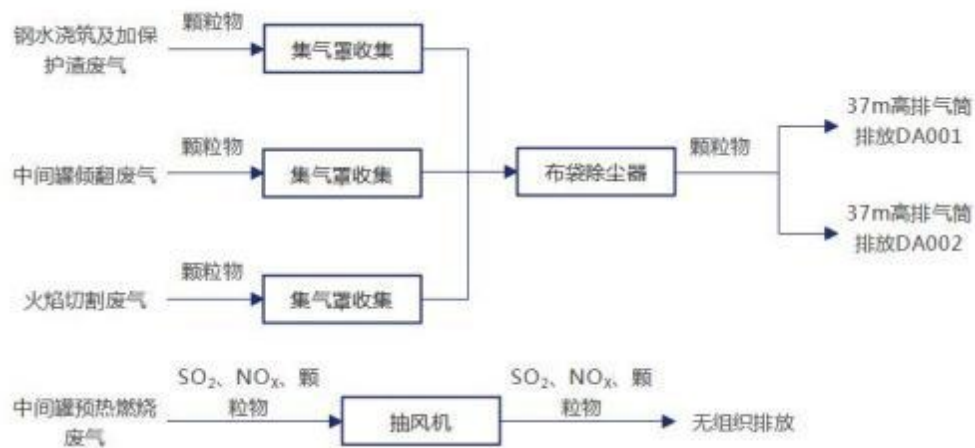 钢水浇筑及加保
护渣废气
颗粒物
集气罩收集
中间罐倾翻废气
颗粒物
集气罩收集
火焰切割废气
颗粒物
集气罩收集
布袋除尘器
颗粒物
37m高排气筒
排放DA001
37m高排气筒
排放DA002
中间罐预热燃烧
废气
SO₂、NOₓ、颗
粒物
抽风机
SO₂、NOₓ、颗
粒物
无组织排放